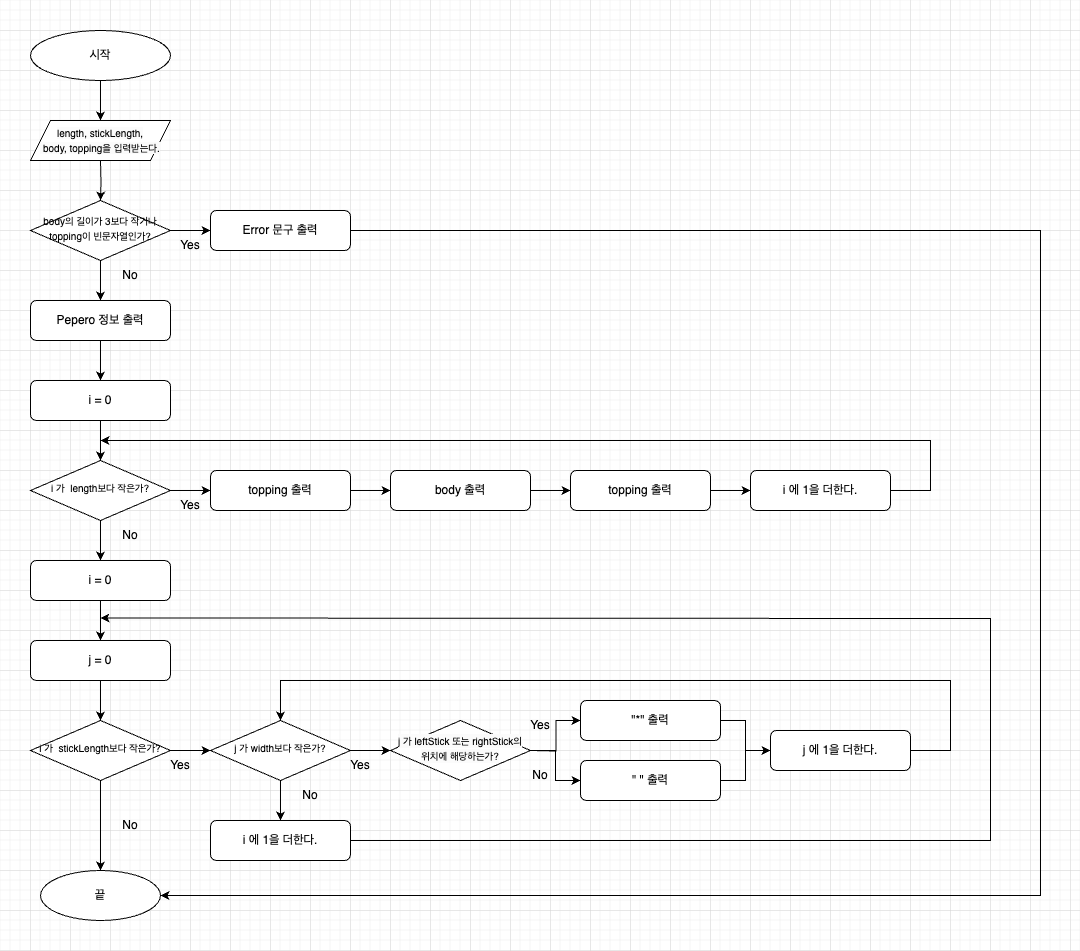 시작
length, stickLength,
body, topping을 입력받는다.
body의 길이가 3보다 작거나
topping이 빈문자열인가?
Yes
Error 문구 출력
No
Pepero 정보 출력
i = 0
i 가  length보다 작은가?
Yes
topping 출력
body 출력
topping 출력
i 에 1을 더한다.
No
i = 0
j = 0
i 가  stickLength보다 작은가?
Yes
j 가 width보다 작은가?
Yes
j 가 leftStick 또는 rightStick의
위치에 해당하는가?
Yes
"*" 출력
No
" " 출력
j 에 1을 더한다.
No
i 에 1을 더한다.
No
끝